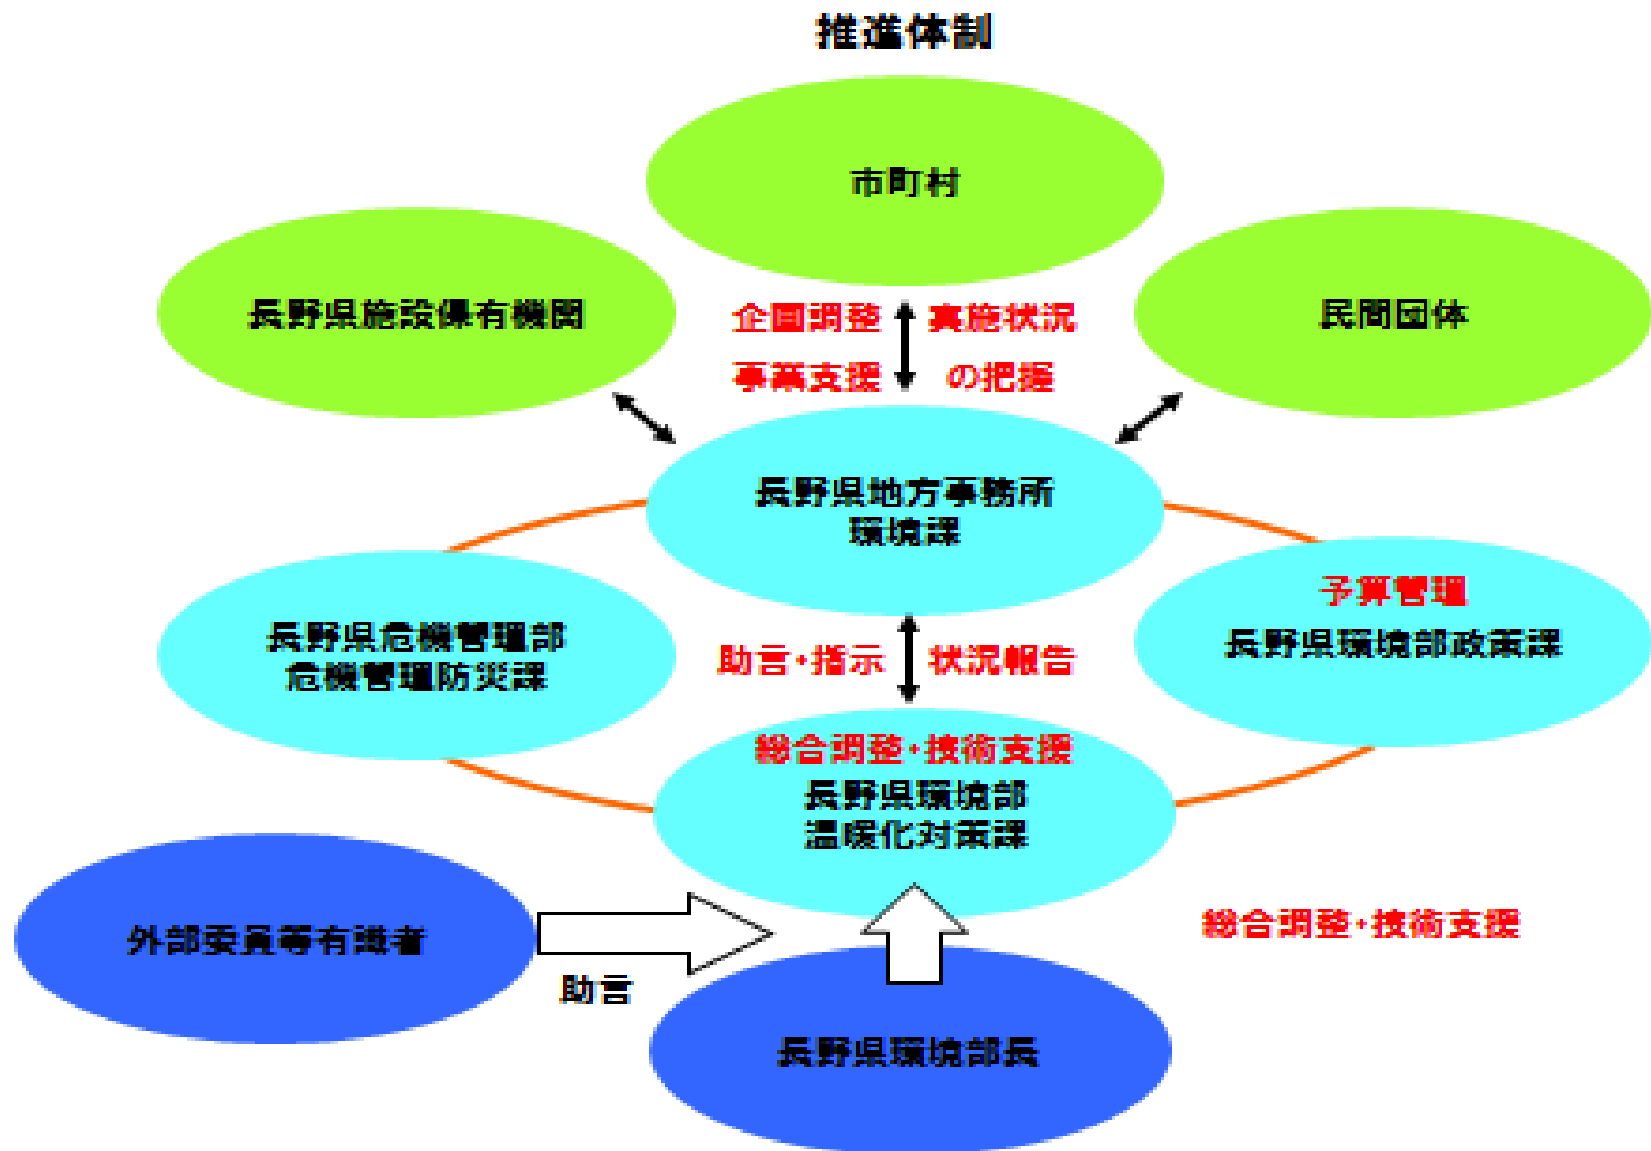 推進体制
市町村
長野県施設保有機関
民間団体
企画調整
実施状況
事業支援
の把握
長野県地方事務所
環境課
長野県危機管理部
危機管理防災課
予算管理
長野県環境部政策課
助言・指示
状況報告
総合調整・技術支援
長野県環境部
温暖化対策課
外部委員等有識者
助言
総合調整・技術支援
長野県環境部長